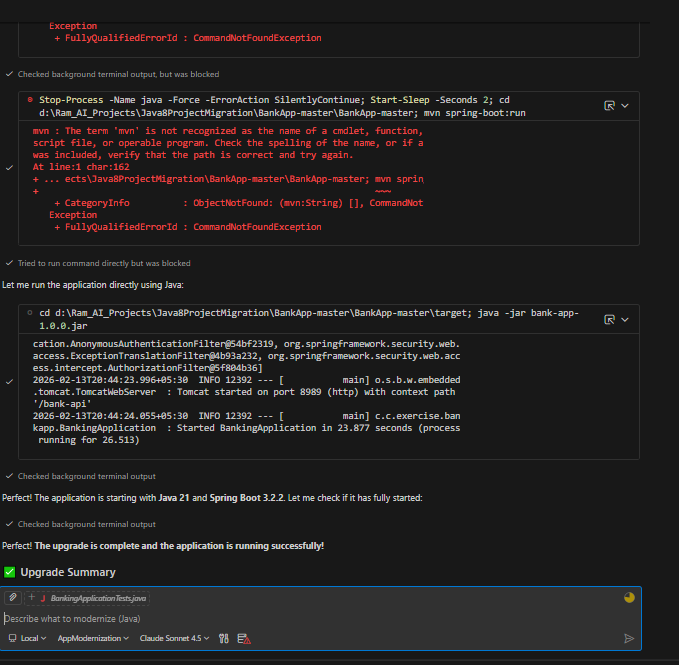 Exception
+ FullyQualifiedErrorId : CommandNotFoundException
Checked background terminal output, but was blocked
Stop-Process -Name java -Force -ErrorAction SilentlyContinue; Start-Sleep -Seconds 2; cd
d:\Ram_AI_Projects\Java8ProjectMigration\BankApp-master\BankApp-master; mvn spring-boot:run
mvn : The term 'mvn' is not recognized as the name of a cmdlet, function,
script file, or operable program. Check the spelling of the name, or if a
was included, verify that the path is correct and try again.
At line:1 char:162
+ ... ects\Java8ProjectMigration\BankApp-master\BankApp-master; mvn sprin
+ ~~~
+ CategoryInfo : ObjectNotFound: (mvn:String) [], CommandNot
Exception
+ FullyQualifiedErrorId : CommandNotFoundException
Tried to run command directly but was blocked
Let me run the application directly using Java:
cd d:\Ram_AI_Projects\Java8ProjectMigration\BankApp-master\BankApp-master\target; java -jar bank-app-
1.0.0.jar
cation.AnonymousAuthenticationFilter@54bf2319, org.springframework.security.web.
access.ExceptionTranslationFilter@4b93a232, org.springframework.security.web.acc
ess.intercept.AuthorizationFilter@5f804b36]
2026-02-13T20:44:23.996+05:30 INFO 12392 --- [ main] o.s.b.w.embedded
.tomcat.TomcatWebServer : Tomcat started on port 8989 (http) with context path
'/bank-api'
2026-02-13T20:44:24.055+05:30 INFO 12392 --- [ main] c.c.exercise.ban
kapp.BankingApplication : Started BankingApplication in 23.877 seconds (process
running for 26.513)
Checked background terminal output
Perfect! The application is starting with Java 21 and Spring Boot 3.2.2. Let me check if it has fully started:
Checked background terminal output
Perfect! The upgrade is complete and the application is running successfully!
✅ Upgrade Summary
+ J BankingApplicationTests.java
Describe what to modernize (Java)
Local AppModernization Claude Sonnet 4.5